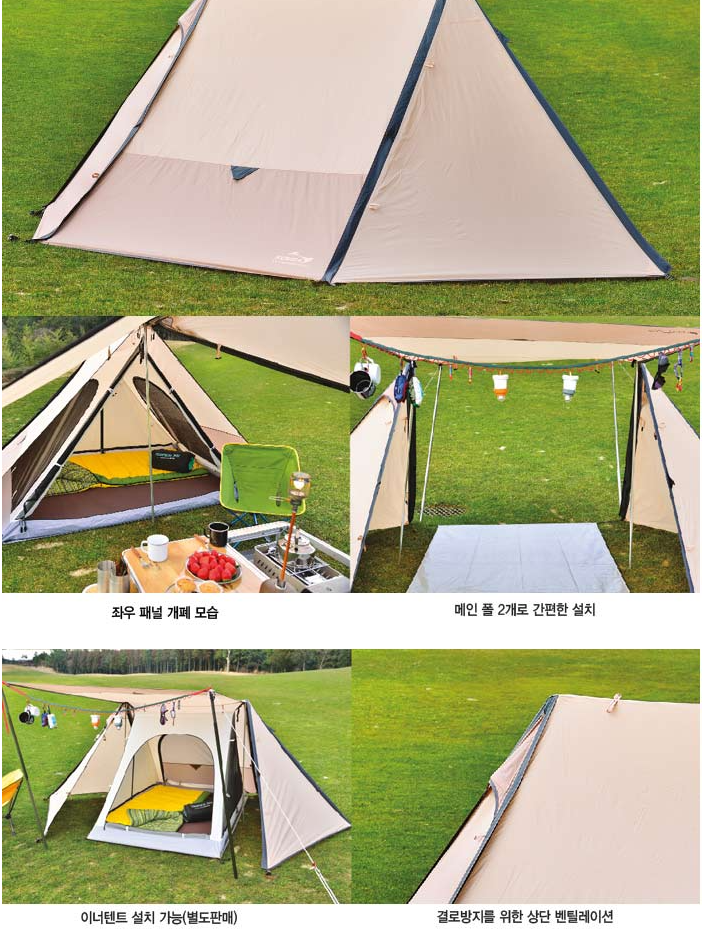 좌우 패널 개폐 모습
메인 폴 2개로 간편한 설치
이너텐트 설치 가능(별도판매)
결로방지를 위한 상단 벤틸레이션